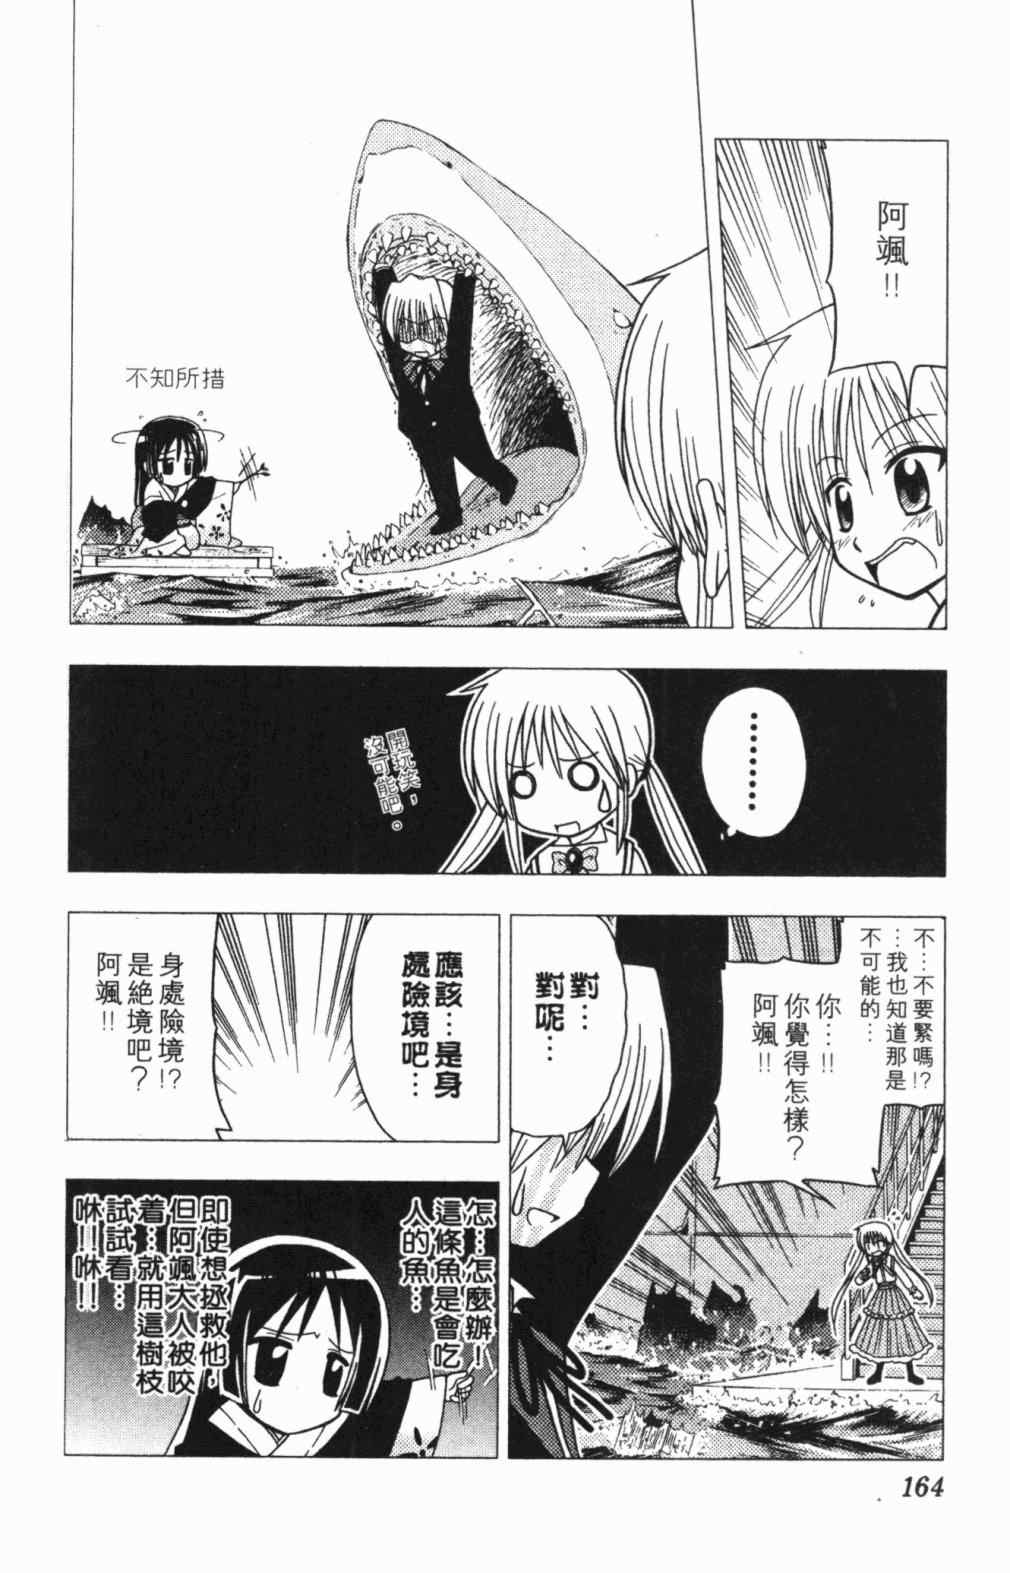 阿颯!!
不知所措
………
開玩笑，
沒可能吧。
不…不要緊嗎!?
…我也知道那是
不可能的…
你…!!
你覺得怎樣？
阿颯!!
對…
對呢…
應該…是身
處險境吧…
身處險境!?
是絕境吧？
阿颯!!
怎…怎麼辦！
這條魚是會吃
人的魚…
即使想拯救他，
但阿颯大人被咬
着…就用這樹枝
試試看…
咻!!咻!!
164